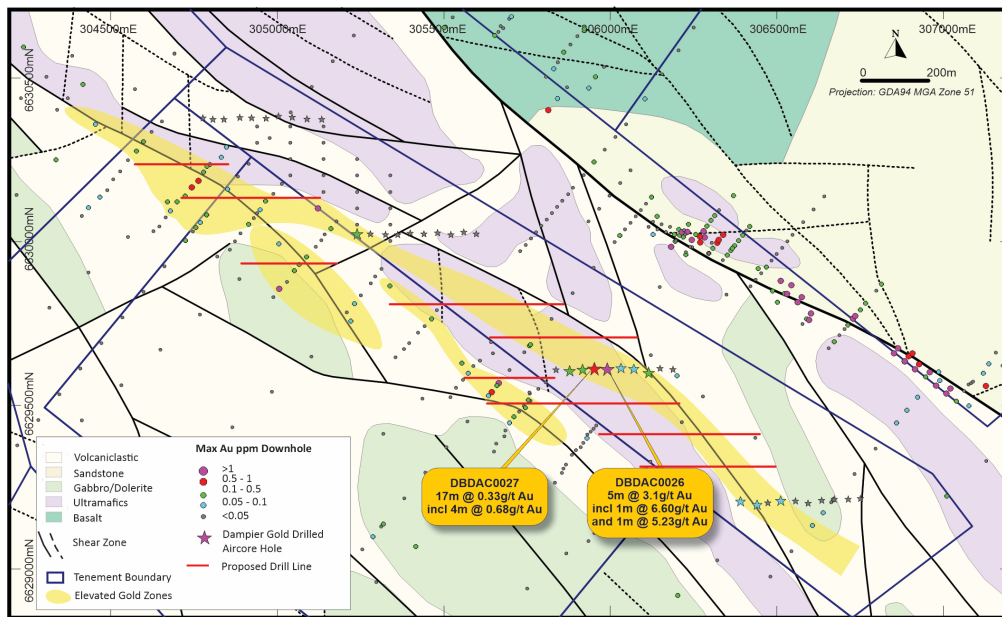 304500mE
305000mE
305500mE
306000mE
306500mE
307000mE
6630500mN
6630000mN
6629500mN
6629000mN
N
0 200m
Projection: GDA94 MGA Zone 51
DBDAC0027
17m @ 0.33g/t Au
incl 4m @ 0.68g/t Au
DBDAC0026
5m @ 3.1g/t Au
incl 1m @ 6.60g/t Au
and 1m @ 5.23g/t Au
Volcaniclastic
Sandstone
Gabbro/Dolerite
Ultramafics
Basalt
Shear Zone
Tenement Boundary
Elevated Gold Zones
Max Au ppm Downhole
>1
0.5 - 1
0.1 - 0.5
0.05 - 0.1
<0.05
Dampier Gold Drilled
Aircore Hole
Proposed Drill Line